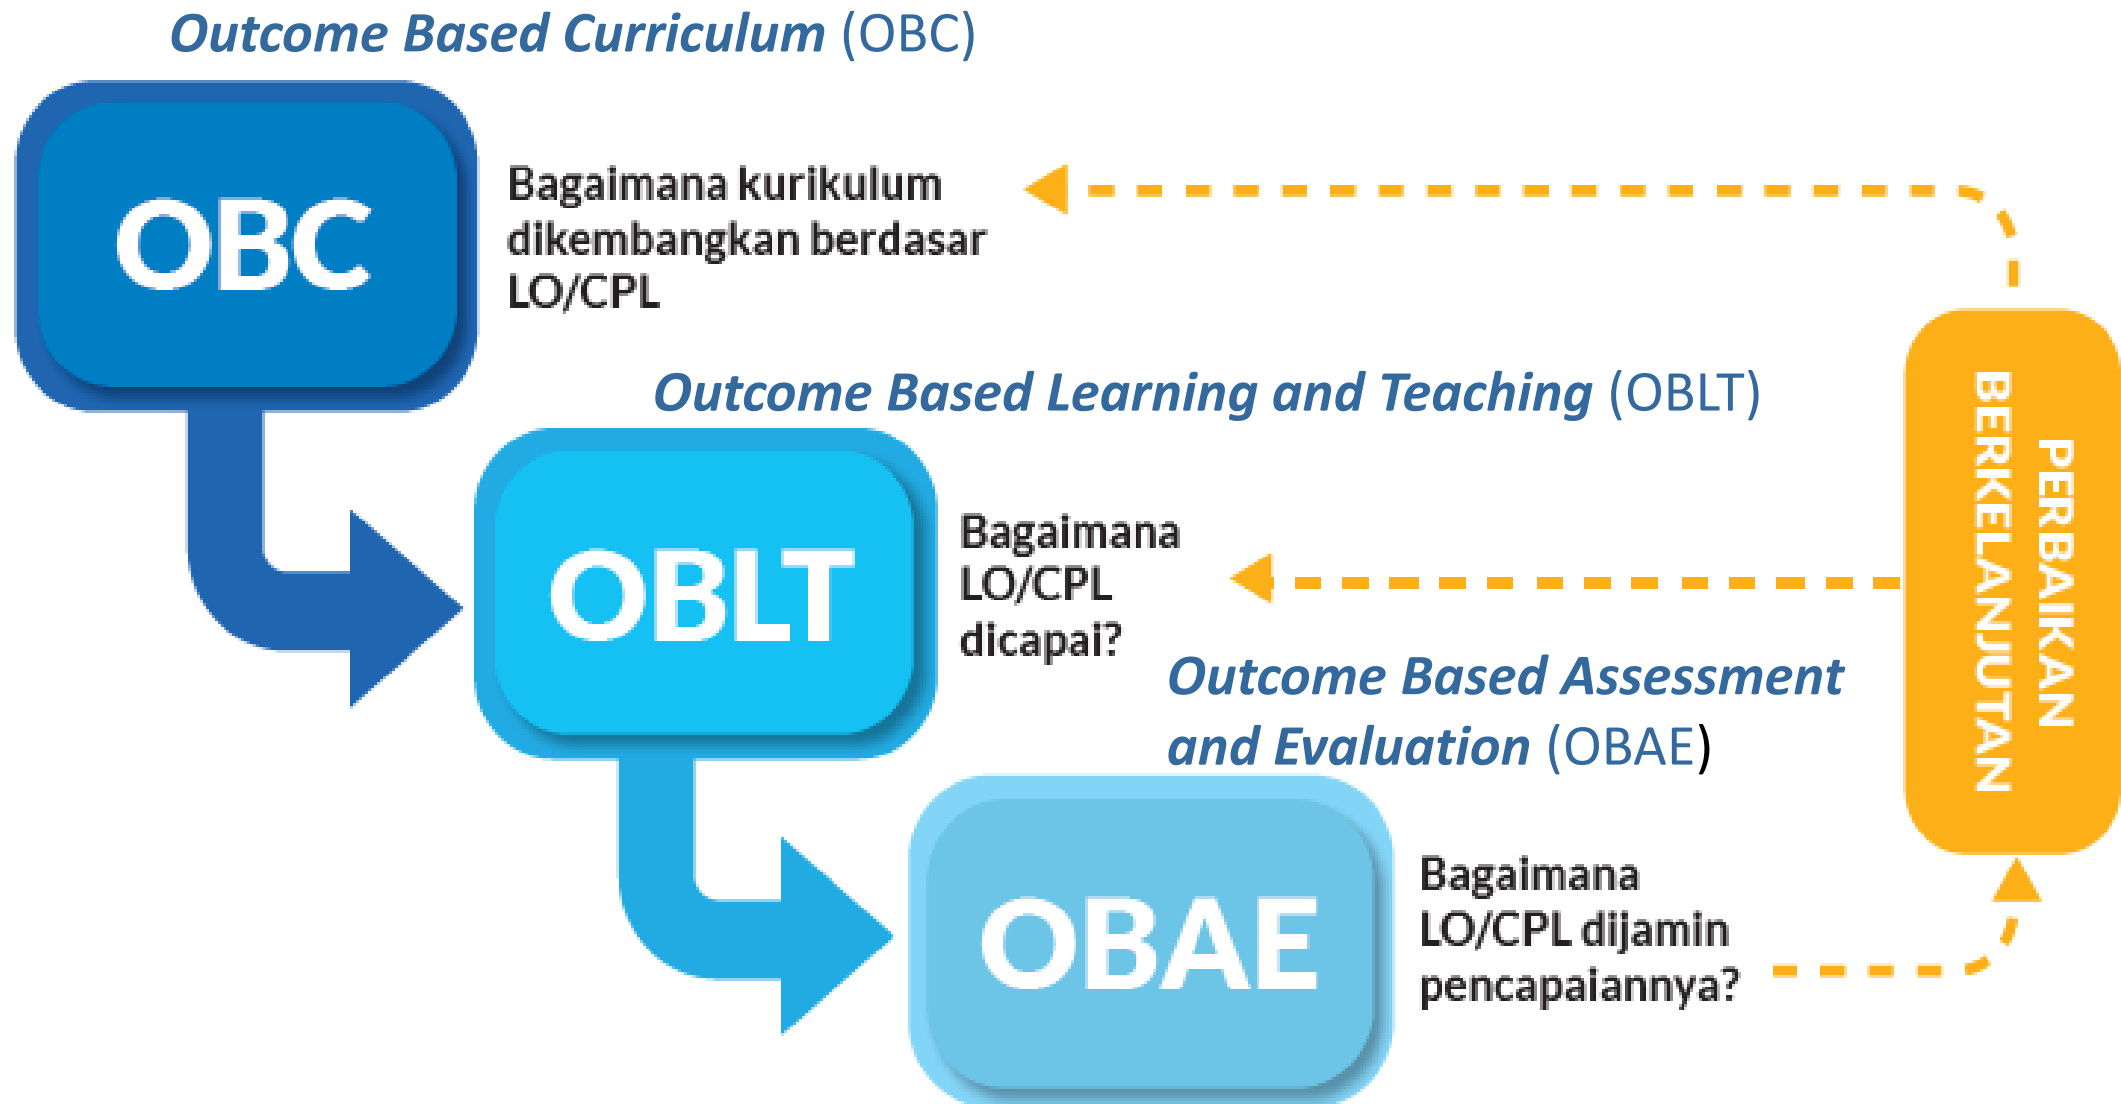 Outcome Based Curriculum (OBC)
OBC
Bagaimana kurikulum
dikembangkan berdasar
LO/CPL
Outcome Based Learning and Teaching (OBLT)
OBLT
Bagaimana
LO/CPL
dicapai?
Outcome Based Assessment
and Evaluation (OBAE)
OBAE
Bagaimana
LO/CPL dijamin
pencapaiannya?
PERBAIKAN
BERKELANJUTAN